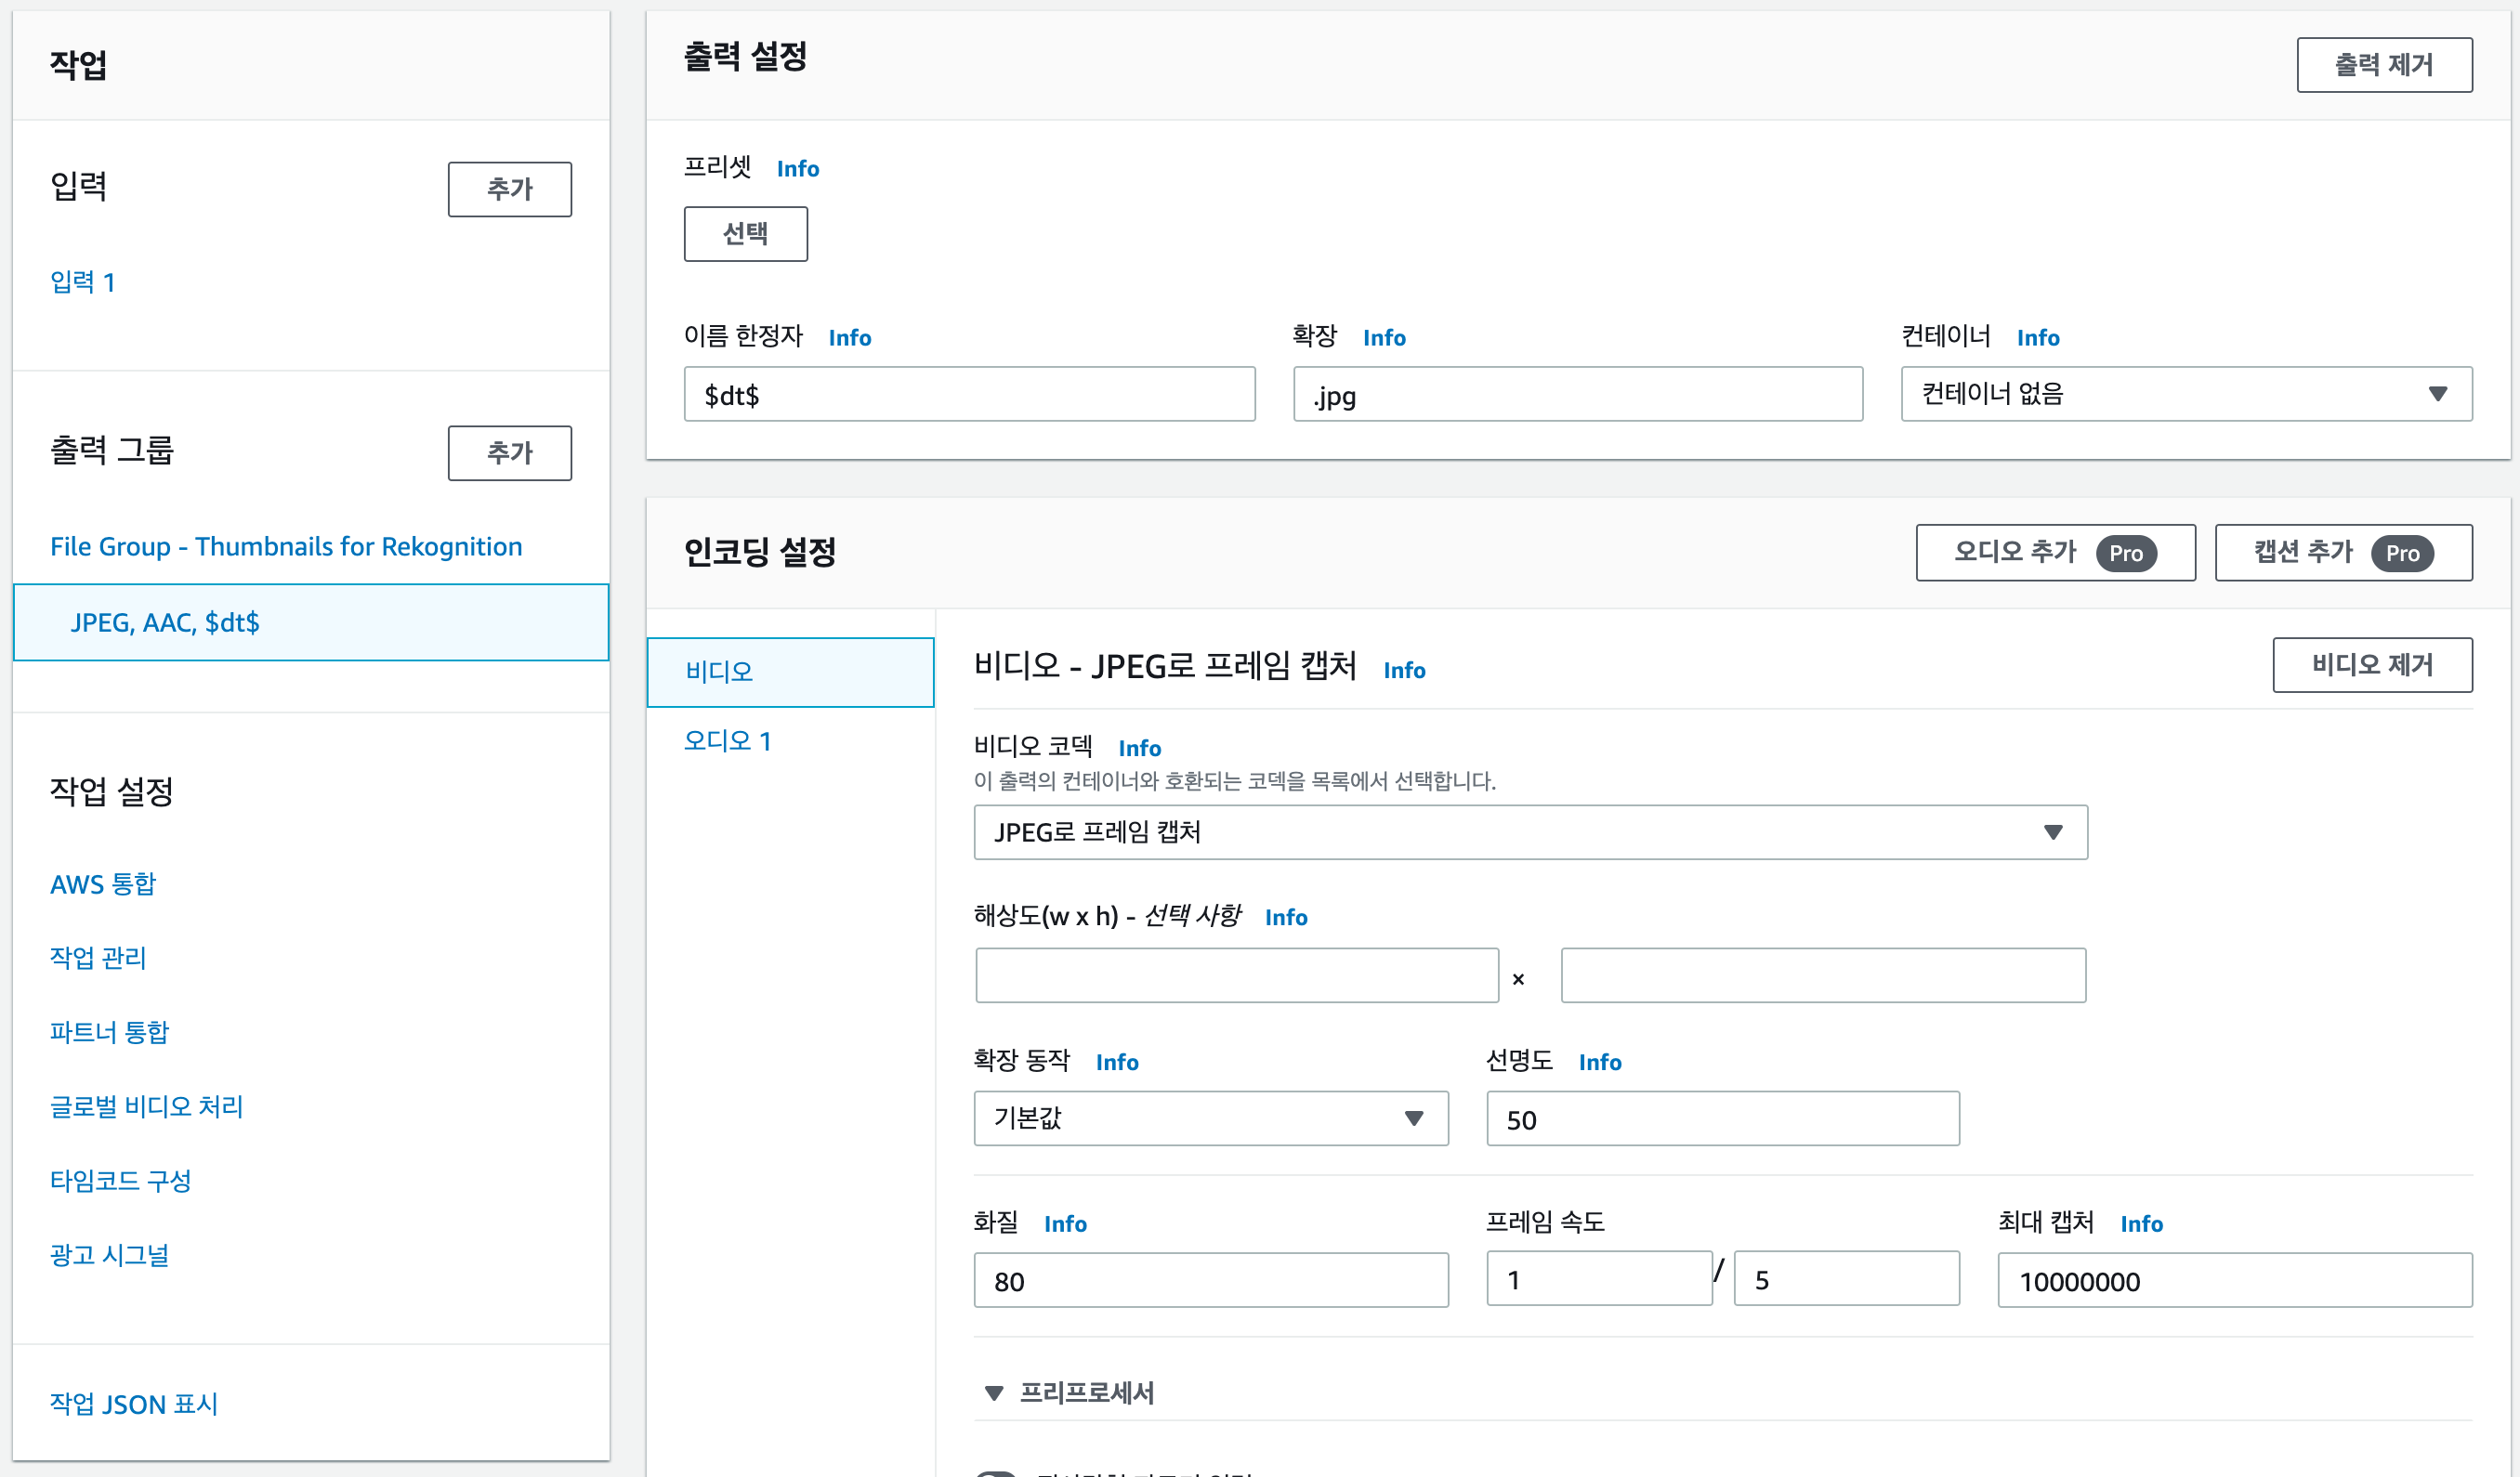 작업
입력
추가
입력 1
출력 그룹
추가
File Group - Thumbnails for Rekognition
JPEG, AAC, $dt$
작업 설정
AWS 통합
작업 관리
파트너 통합
글로벌 비디오 처리
타임코드 구성
광고 시그널
작업 JSON 표시
출력 설정
출력 제거
프리셋 Info
선택
이름 한정자 Info
확장 Info
컨테이너 Info
$dt$
.jpg
컨테이너 없음
인코딩 설정
오디오 추가 Pro
캡션 추가 Pro
비디오
오디오 1
비디오 - JPEG로 프레임 캡처 Info
비디오 제거
비디오 코덱 Info
이 출력의 컨테이너와 호환되는 코덱을 목록에서 선택합니다.
JPEG로 프레임 캡처
해상도(w x h) - 선택 사항 Info
×
확장 동작 Info
선명도 Info
기본값
50
화질 Info
프레임 속도
최대 캡처 Info
80
1 / 5
10000000
프리프로세서